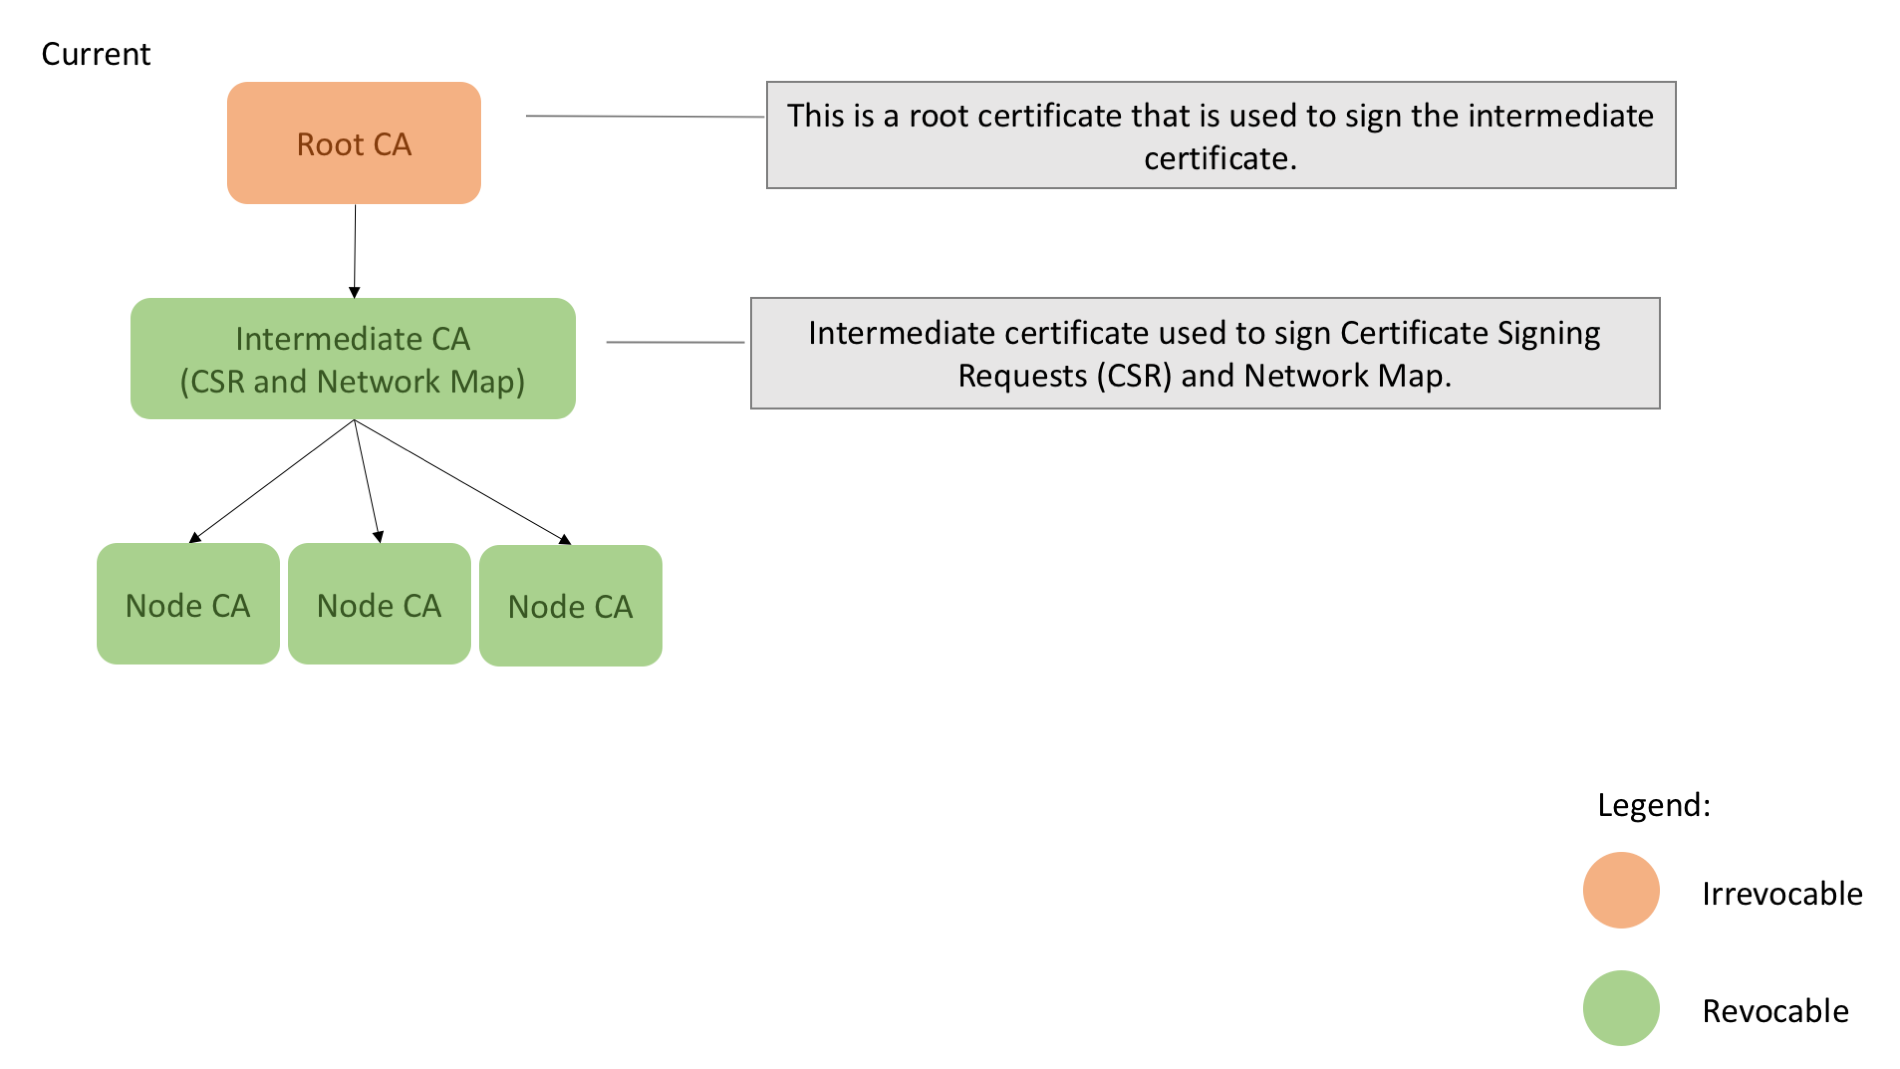 Current
Root CA
This is a root certificate that is used to sign the intermediate
certificate.
Intermediate CA
(CSR and Network Map)
Intermediate certificate used to sign Certificate Signing
Requests (CSR) and Network Map.
Node CA
Node CA
Node CA
Legend:
Irrevocable
Revocable